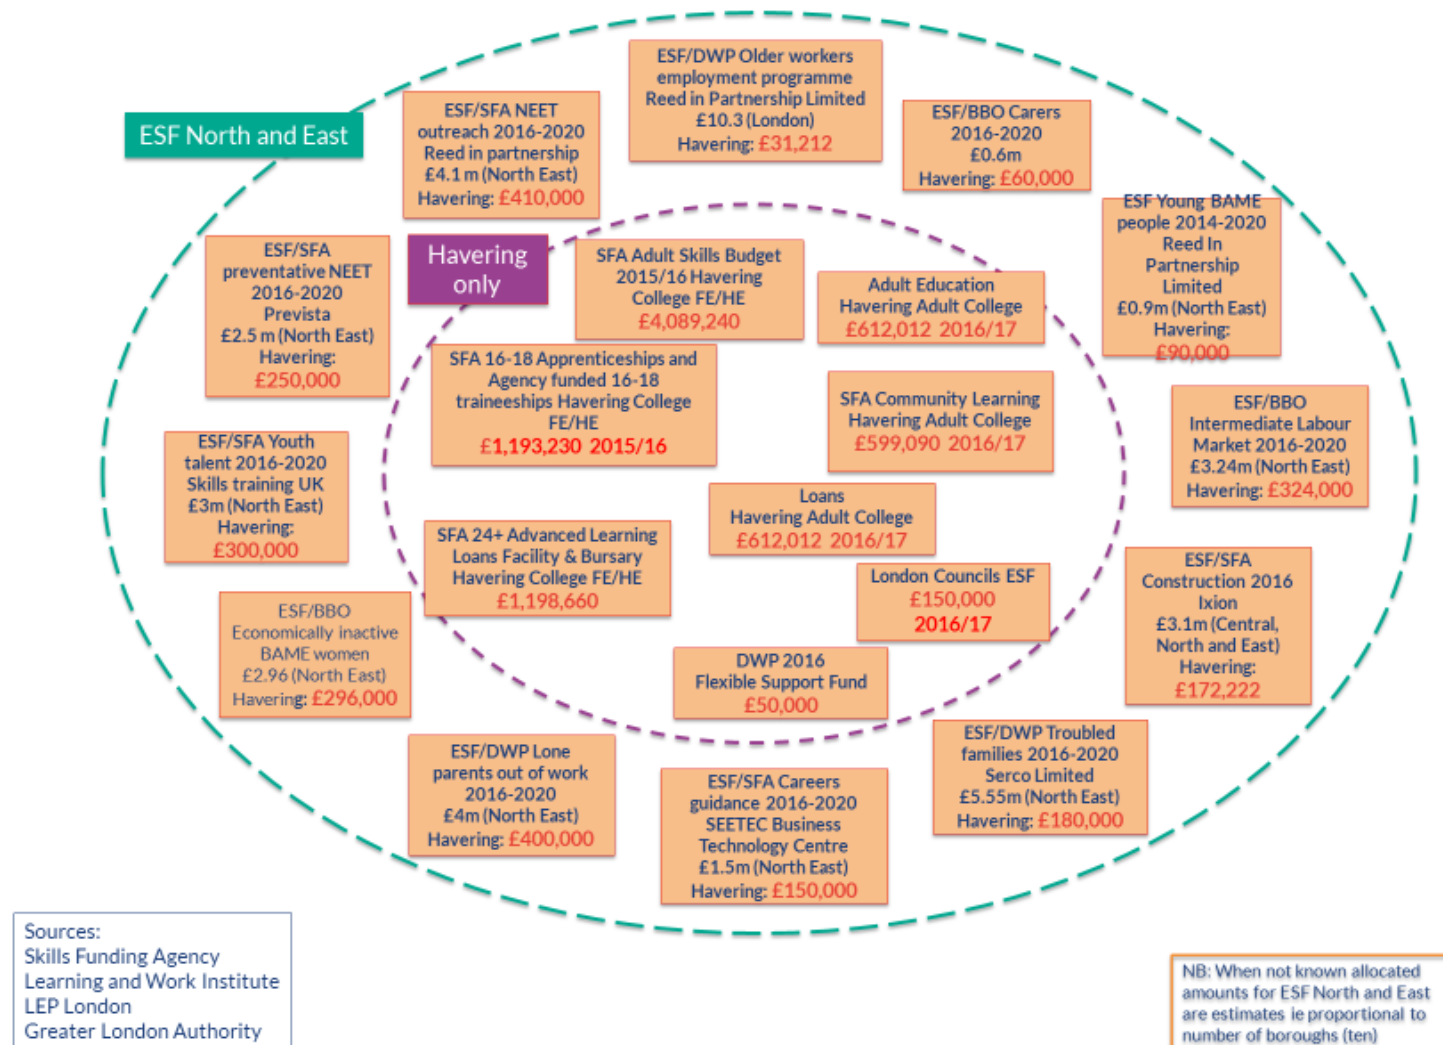 ESF/DWP Older workers
employment programme
Reed in Partnership Limited
£10.3 (London)
Havering: £31,212
ESF/SFA NEET
outreach 2016-2020
Reed in partnership
£4.1 m (North East)
Havering: £410,000
ESF/BBO Carers
2016-2020
£0.6m
Havering: £60,000
ESF North and East
ESF Young BAME
people 2014-2020
Reed In
Partnership
Limited
£0.9m (North East)
Havering:
£90,000
ESF/SFA
preventative NEET
2016-2020
Prevista
£2.5 m (North East)
Havering:
£250,000
Havering
only
SFA Adult Skills Budget
2015/16 Havering
College FE/HE
£4,089,240
Adult Education
Havering Adult College
£612,012 2016/17
SFA 16-18 Apprenticeships and
Agency funded 16-18
traineeships Havering College
FE/HE
£1,193,230 2015/16
SFA Community Learning
Havering Adult College
£599,090 2016/17
ESF/BBO
Intermediate Labour
Market 2016-2020
£3.24m (North East)
Havering: £324,000
ESF/SFA Youth
talent 2016-2020
Skills training UK
£3m (North East)
Havering:
£300,000
Loans
Havering Adult College
£612,012 2016/17
SFA 24+ Advanced Learning
Loans Facility & Bursary
Havering College FE/HE
£1,198,660
London Councils ESF
£150,000
2016/17
ESF/SFA
Construction 2016
Ixion
£3.1m (Central,
North and East)
Havering:
£172,222
ESF/BBO
Economically inactive
BAME women
£2.96 (North East)
Havering: £296,000
DWP 2016
Flexible Support Fund
£50,000
ESF/DWP Lone
parents out of work
2016-2020
£4m (North East)
Havering: £400,000
ESF/SFA Careers
guidance 2016-2020
SEETEC Business
Technology Centre
£1.5m (North East)
Havering: £150,000
ESF/DWP Troubled
families 2016-2020
Serco Limited
£5.55m (North East)
Havering: £180,000
Sources:
Skills Funding Agency
Learning and Work Institute
LEP London
Greater London Authority
NB: When not known allocated
amounts for ESF North and East
are estimates ie proportional to
number of boroughs (ten)